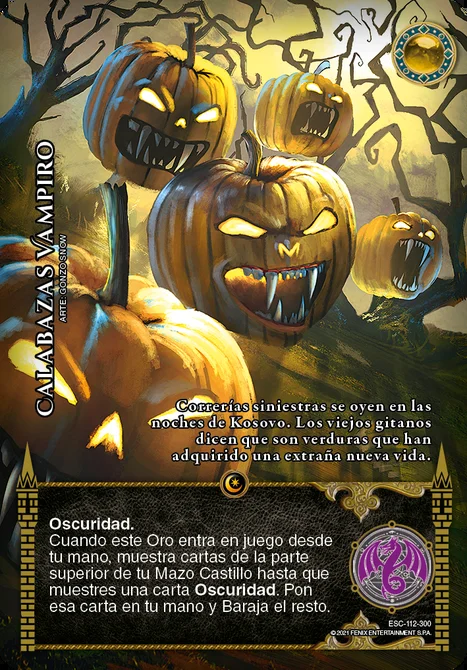 CALABAZAS VAMPIRO
ARTE: GONZO SNOW
Correrías siniestras se oyen en las
noches de Kosovo. Los viejos gitanos
dicen que son verduras que han
adquirido una extraña nueva vida.
Oscuridad.
Cuando este Oro entra en juego desde
tu mano, muestra cartas de la parte
superior de tu Mazo Castillo hasta que
muestres una carta Oscuridad. Pon
esa carta en tu mano y Baraja el resto.
ESC-112-300
©2021 FENIX ENTERTAINMENT S.P.A.